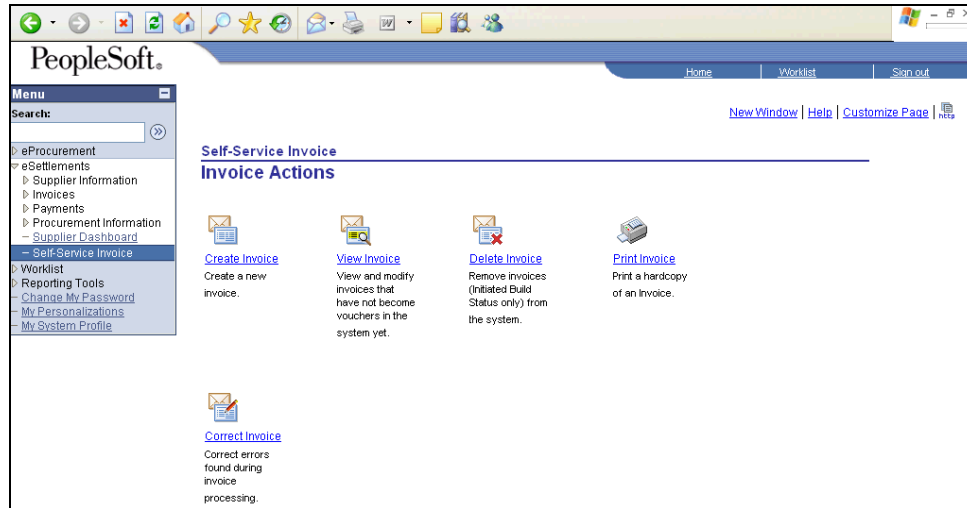 PeopleSoft®
Home Worklist Sign out
Menu
New Window | Help | Customize Page | http
Search:
eProcurement
eSettlements
Supplier Information
Invoices
Payments
Procurement Information
Supplier Dashboard
Self-Service Invoice
Worklist
Reporting Tools
Change My Password
My Personalizations
My System Profile
Self-Service Invoice
Invoice Actions
Create Invoice
Create a new
invoice.
View Invoice
View and modify
invoices that
have not become
vouchers in the
system yet.
Delete Invoice
Remove invoices
(Initiated Build
Status only) from
the system.
Print Invoice
Print a hardcopy
of an Invoice.
Correct Invoice
Correct errors
found during
invoice
processing.